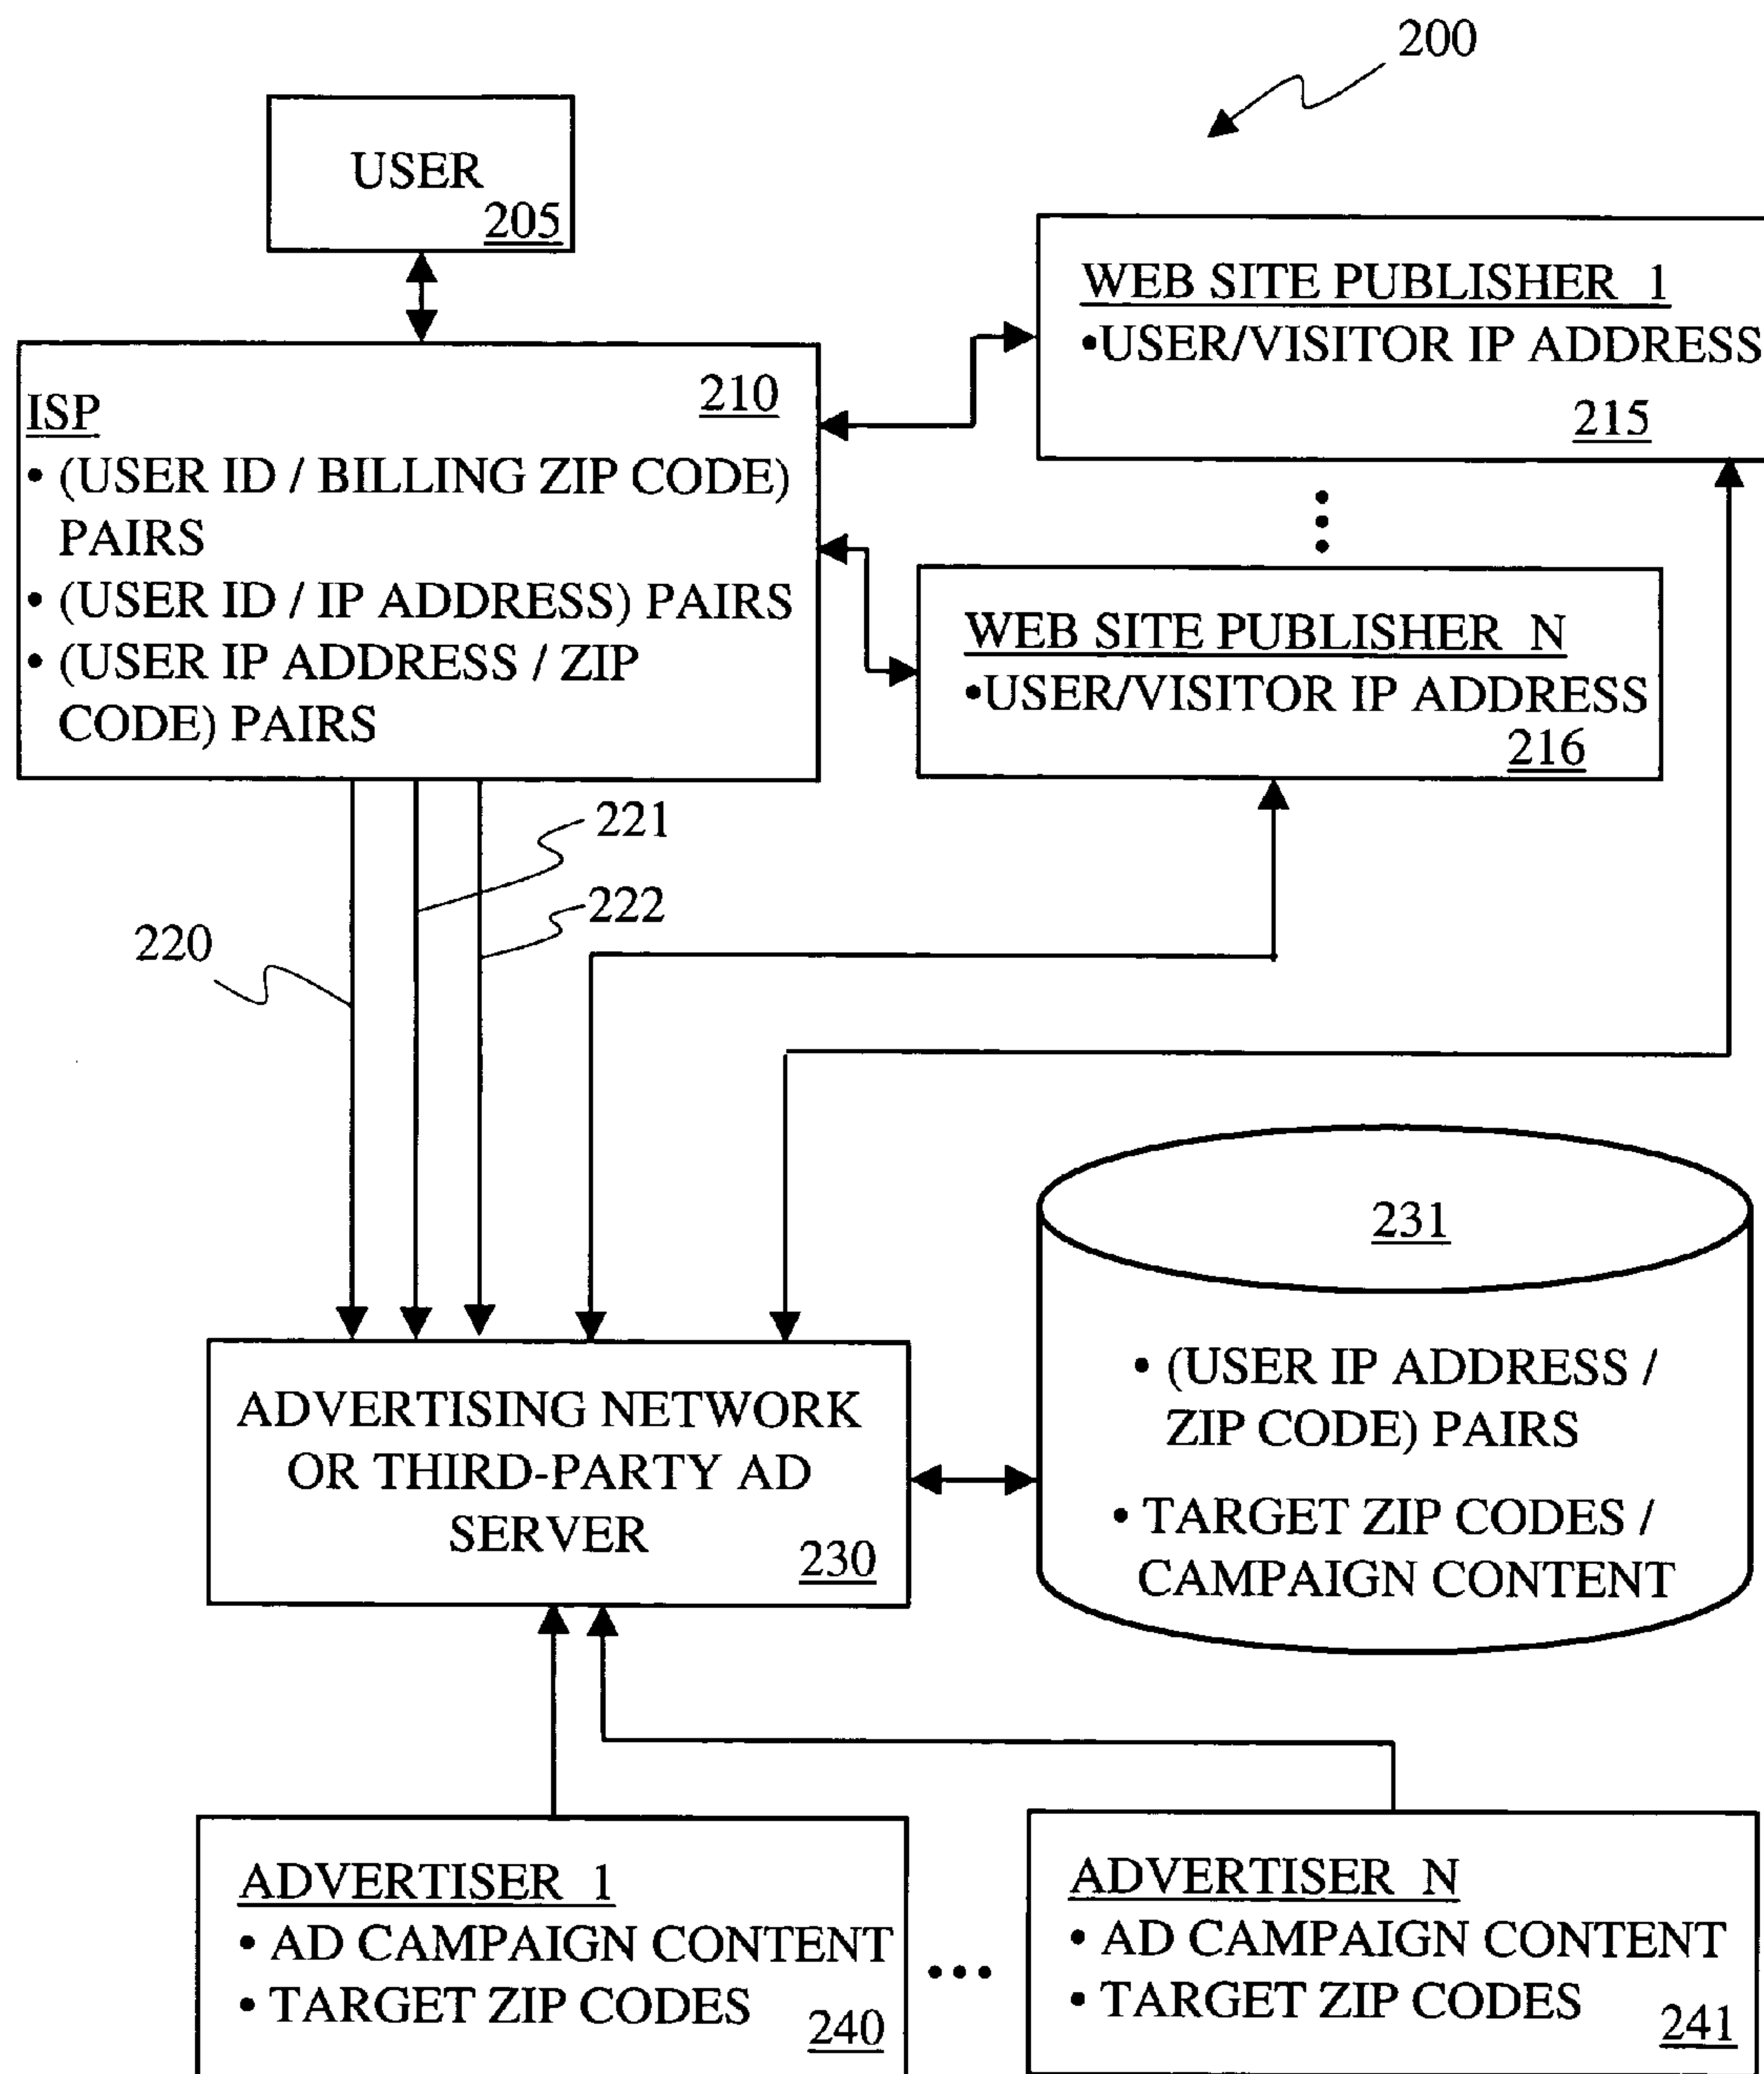 200
USER
205
WEB SITE PUBLISHER 1
•USER/VISITOR IP ADDRESS
215
210
ISP
• (USER ID / BILLING ZIP CODE)
PAIRS
• (USER ID / IP ADDRESS) PAIRS
• (USER IP ADDRESS / ZIP
CODE) PAIRS
WEB SITE PUBLISHER N
•USER/VISITOR IP ADDRESS
216
221
222
220
231
• (USER IP ADDRESS /
ZIP CODE) PAIRS
• TARGET ZIP CODES /
CAMPAIGN CONTENT
ADVERTISING NETWORK
OR THIRD-PARTY AD
SERVER
230
ADVERTISER 1
• AD CAMPAIGN CONTENT
• TARGET ZIP CODES
240
ADVERTISER N
• AD CAMPAIGN CONTENT
• TARGET ZIP CODES
241